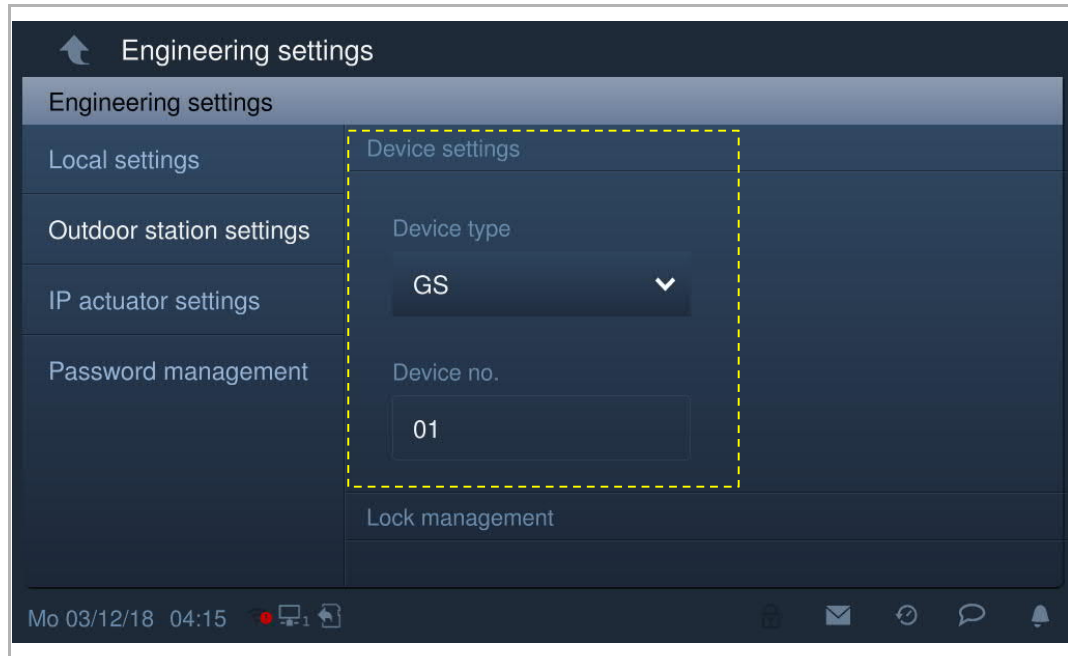 Engineering settings
Engineering settings
Local settings
Outdoor station settings
IP actuator settings
Password management
Device settings
Device type
GS
Device no.
01
Lock management
Mo 03/12/18 04:15
1